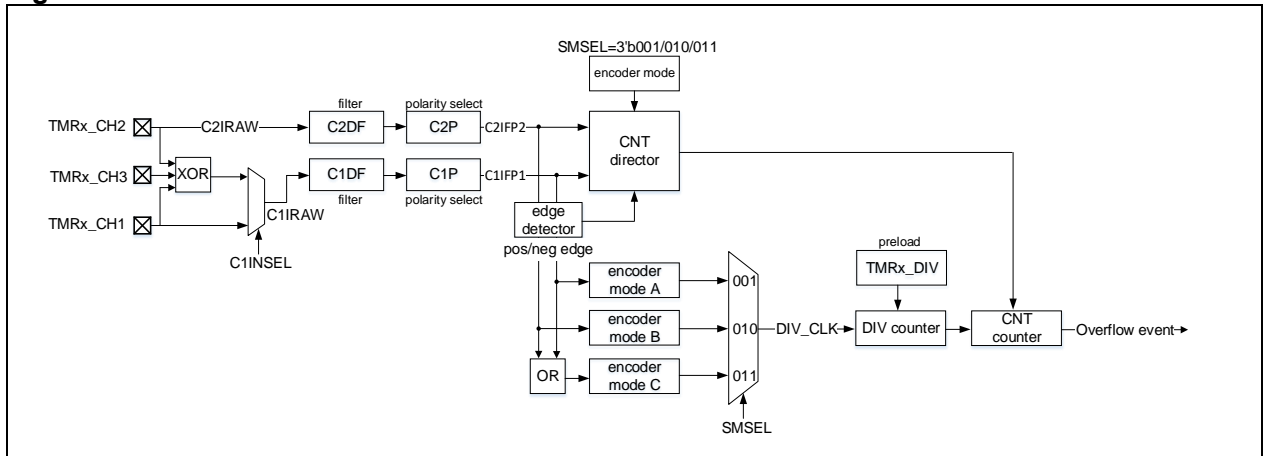 SMSEL=3'b001/010/011
encoder mode
filter
polarity select
TMRx_CH2
C2IRAW
C2DF
C2P
C2IFP2
CNT
director
TMRx_CH3
XOR
C1DF
C1P
C1IFP1
C1IRAW
filter
polarity select
TMRx_CH1
edge
detector
pos/neg edge
C1INSEL
preload
TMRx_DIV
encoder
mode A
001
encoder
mode B
010
DIV_CLK
DIV counter
CNT
counter
Overflow event
OR
encoder
mode C
011
SMSEL